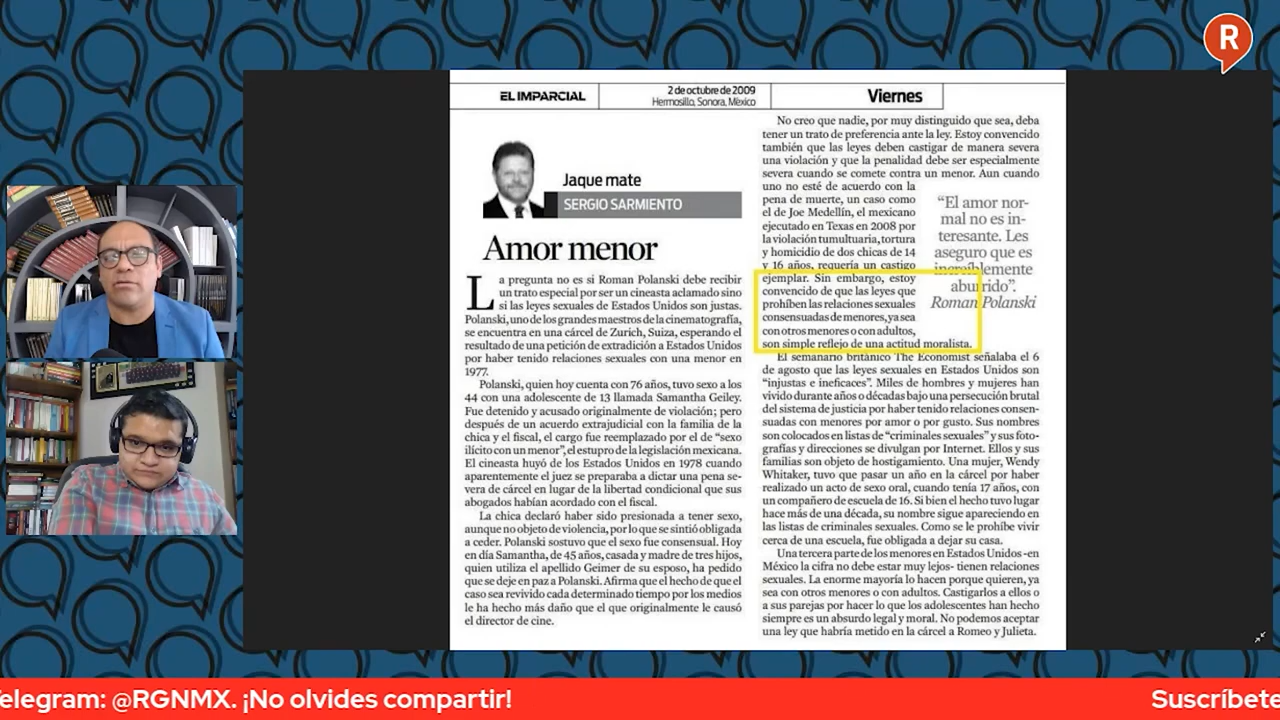 R
EL IMPARCIAL
2 de octubre de 2009
Hermosillo, Sonora, México
Viernes
Jaque mate
SERGIO SARMIENTO
Amor menor
La pregunta no es si Roman Polanski debe recibir
un trato especial por ser un cineasta aclamado sino
si las leyes sexuales de Estados Unidos son justas.
Polanski, uno de los grandes maestros de la cinematografía,
se encuentra en una cárcel de Zurich, Suiza, esperando el
resultado de una petición de extradición a Estados Unidos
por haber tenido relaciones sexuales con una menor en
1977.
Polanski, quien hoy cuenta con 76 años, tuvo sexo a los
44 con una adolescente de 13 llamada Samantha Geiley.
Fue detenido y acusado originalmente de violación; pero
después de un acuerdo extrajudicial con la familia de la
chica y el fiscal, el cargo fue reemplazado por el de “sexo
ilícito con un menor”, el estupro de la legislación mexicana.
El cineasta huyó de los Estados Unidos en 1978 cuando
aparentemente el juez se preparaba a dictar una pena se-
vera de cárcel en lugar de la libertad condicional que sus
abogados habían acordado con el fiscal.
La chica declaró haber sido presionada a tener sexo,
aunque no objeto de violencia, por lo que se sintió obligada
a ceder. Polanski sostuvo que el sexo fue consensual. Hoy
en día Samantha, de 45 años, casada y madre de tres hijos,
quien utiliza el apellido Geimer de su esposo, ha pedido
que se deje en paz a Polanski. Afirma que el hecho de que el
caso sea revivido cada determinado tiempo por los medios
le ha hecho más daño que el que originalmente le causó
el director de cine.
No creo que nadie, por muy distinguido que sea, deba
tener un trato de preferencia ante la ley. Estoy convencido
también que las leyes deben castigar de manera severa
una violación y que la penalidad debe ser especialmente
severa cuando se comete contra un menor. Aun cuando
uno no esté de acuerdo con la
pena de muerte, un caso como
el de Joe Medellín, el mexicano
ejecutado en Texas en 2008 por
la violación tumultuaria, tortura
y homicidio de dos chicas de 14
y 16 años, requería un castigo
ejemplar. Sin embargo, estoy
convencido de que las leyes que
prohíben las relaciones sexuales
consensuadas de menores, ya sea
con otros menores o con adultos,
son simple reflejo de una actitud moralista.
“El amor nor-
mal no es in-
teresante. Les
aseguro que es
increíblemente
aburrido”.
Roman Polanski
El semanario británico The Economist señalaba el 6
de agosto que las leyes sexuales en Estados Unidos son
“injustas e ineficaces”. Miles de hombres y mujeres han
vivido durante años o décadas bajo una persecución brutal
del sistema de justicia por haber tenido relaciones consen-
suadas con menores por amor o por gusto. Sus nombres
son colocados en listas de “criminales sexuales” y sus foto-
grafías y direcciones se divulgan por Internet. Ellos y sus
familias son objeto de hostigamiento. Una mujer, Wendy
Whitaker, tuvo que pasar un año en la cárcel por haber
realizado un acto de sexo oral, cuando tenía 17 años, con
un compañero de escuela de 16. Si bien el hecho tuvo lugar
hace más de una década, su nombre sigue apareciendo en
las listas de criminales sexuales. Como se le prohíbe vivir
cerca de una escuela, fue obligada a dejar su casa.
Una tercera parte de los menores en Estados Unidos -en
México la cifra no debe estar muy lejos- tienen relaciones
sexuales. La enorme mayoría lo hacen porque quieren, ya
sea con otros menores o con adultos. Castigarlos a ellos o
a sus parejas por hacer lo que los adolescentes han hecho
siempre es un absurdo legal y moral. No podemos aceptar
una ley que habría metido en la cárcel a Romeo y Julieta.
Telegram: @RGNMX. ¡No olvides compartir!
Suscríbete